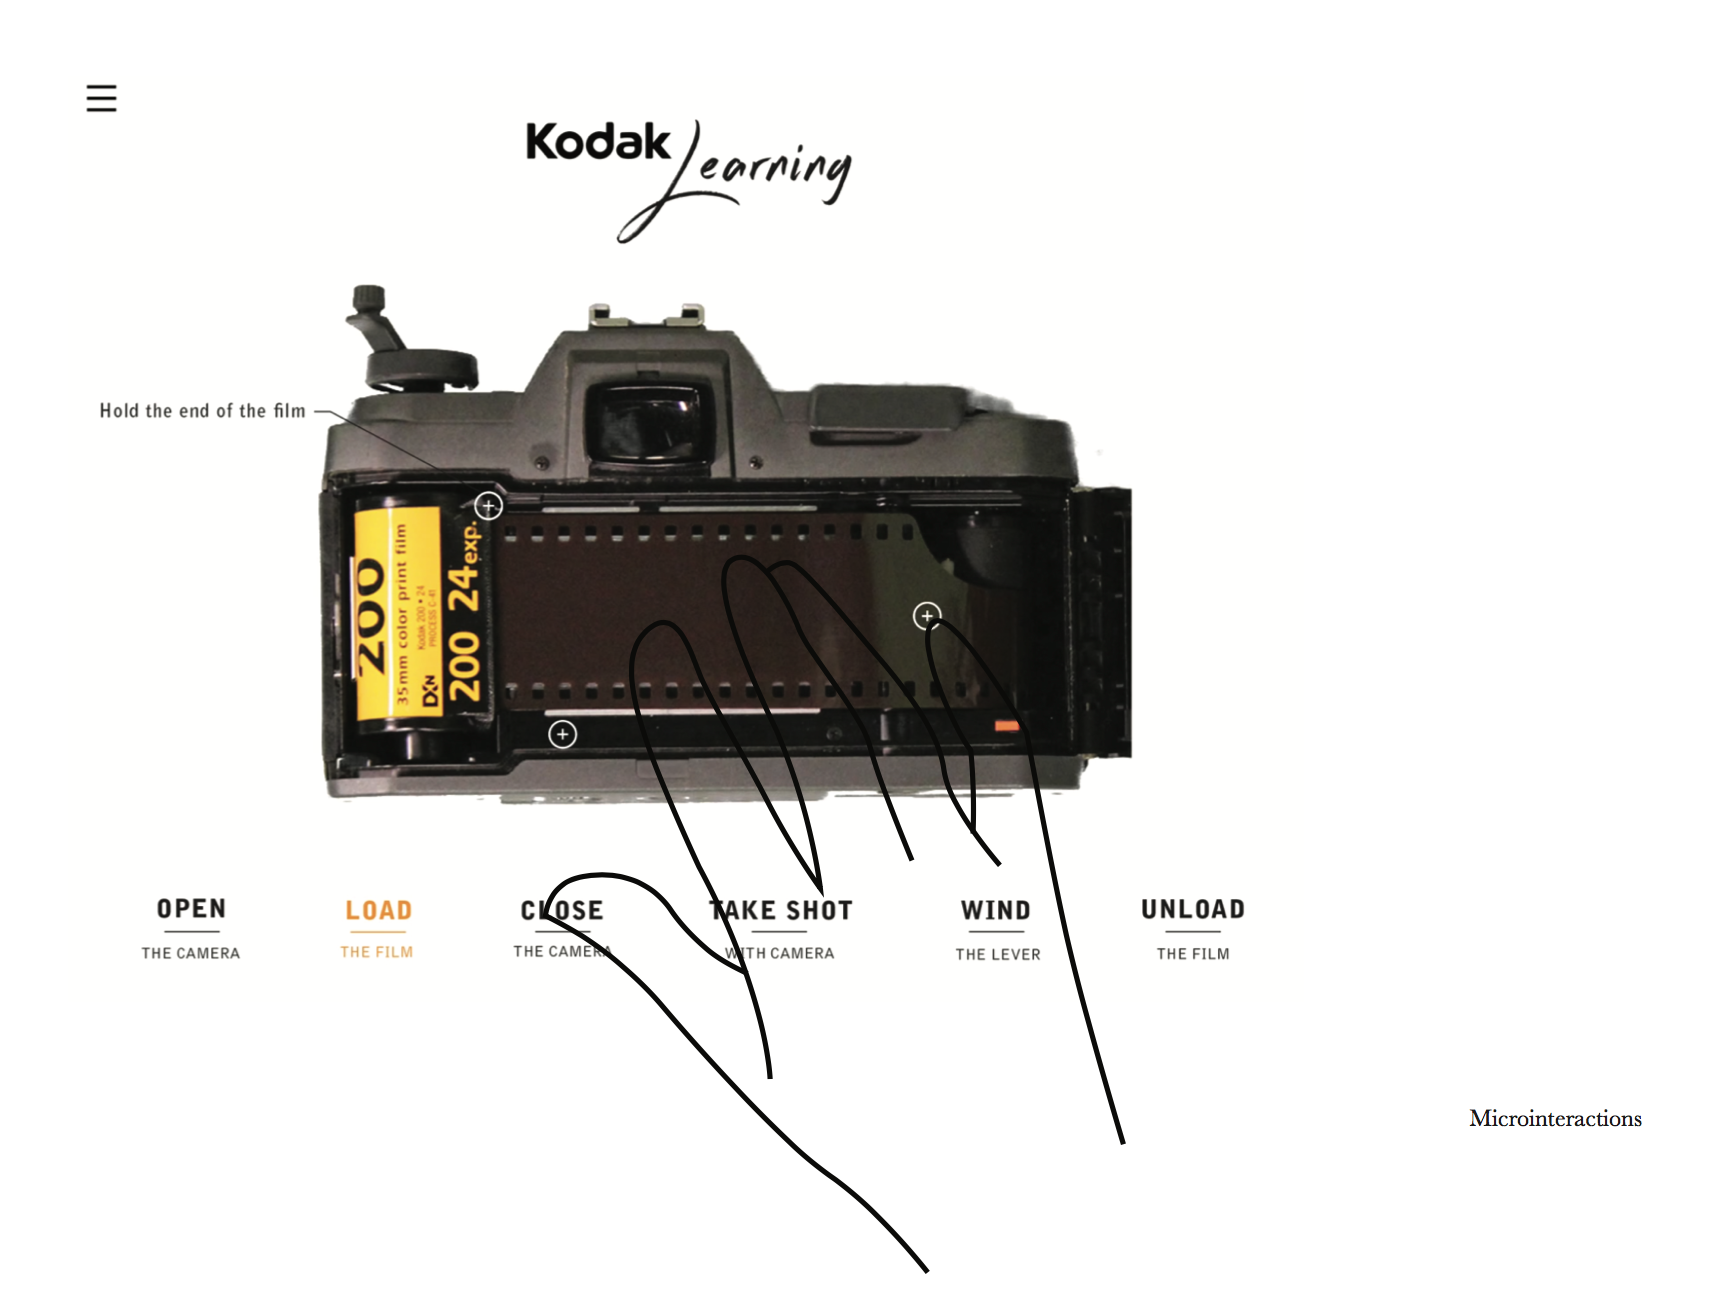 Kodak Learning
Hold the end of the film
200
35mm color print film
Kodak 200 • 24
PROCESS C-41
DXN
200 24exp.
OPEN
THE CAMERA
LOAD
THE FILM
CLOSE
THE CAMERA
TAKE SHOT
WITH CAMERA
WIND
THE LEVER
UNLOAD
THE FILM
Microinteractions